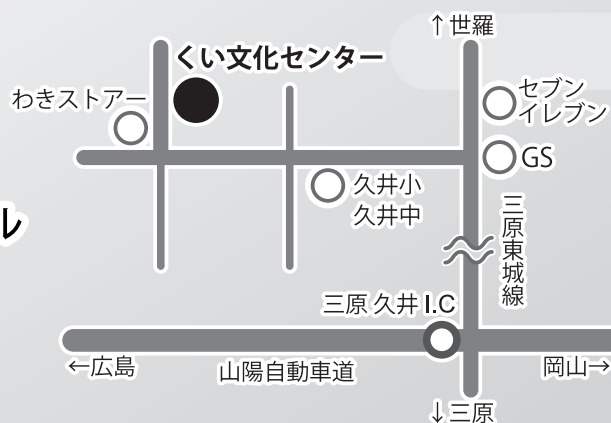 ↑世羅
くい文化センター
わきストアー
セブン
イレブン
GS
久井小
久井中
ル
三原東城線
三原久井I.C
←広島
山陽自動車道
岡山→
↓三原